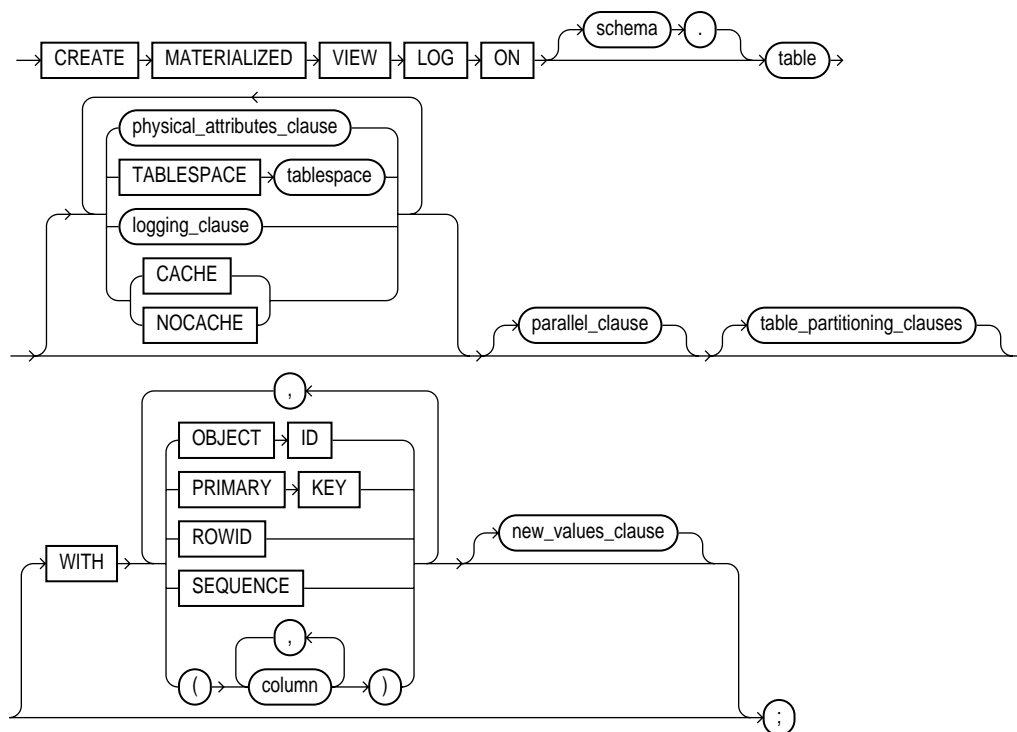 schema .
CREATE MATERIALIZED VIEW LOG ON table
physical_attributes_clause
TABLESPACE tablespace
logging_clause
CACHE
NOCACHE
parallel_clause table_partitioning_clauses
,
OBJECT ID
PRIMARY KEY
ROWID
new_values_clause
WITH
SEQUENCE
,
( column )
;